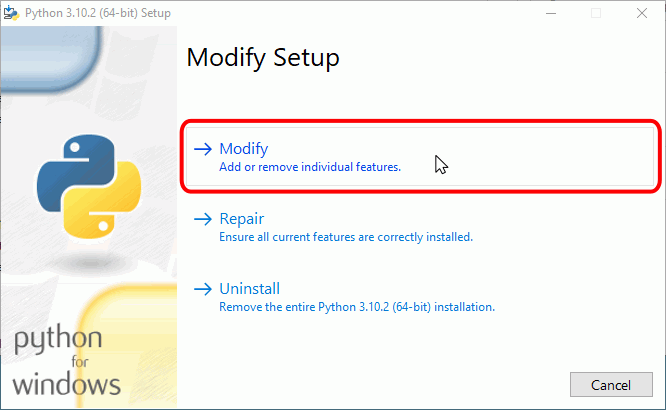 Python 3.10.2 (64-bit) Setup
Modify Setup
Modify
Add or remove individual features.
Repair
Ensure all current features are correctly installed.
Uninstall
Remove the entire Python 3.10.2 (64-bit) installation.
python
for
windows
Cancel